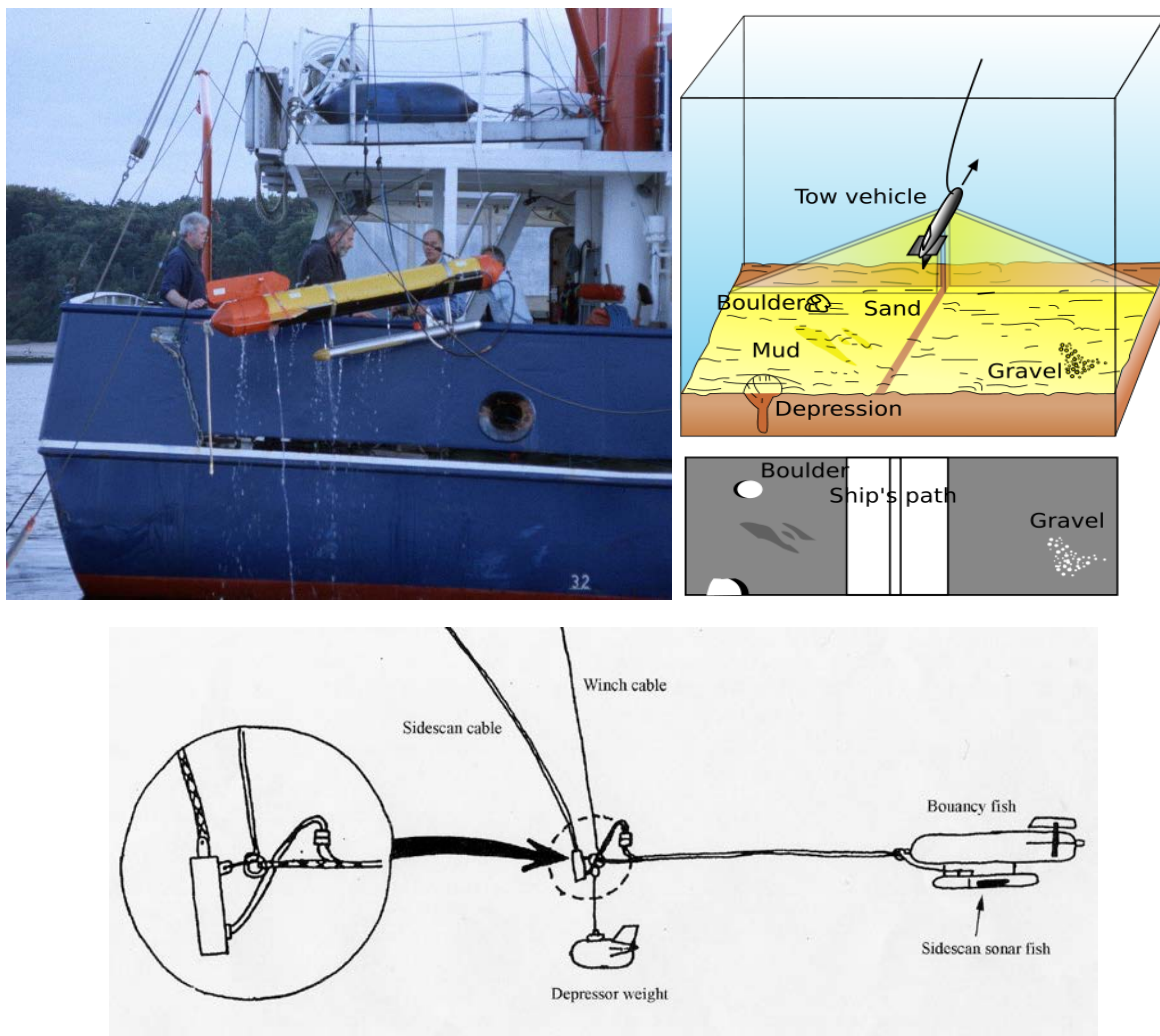 32
Tow vehicle
Boulder
Sand
Mud
Gravel
Depression
Boulder
Ship's path
Gravel
Winch cable
Sidescan cable
Bouancy fish
Sidescan sonar fish
Depressor weight